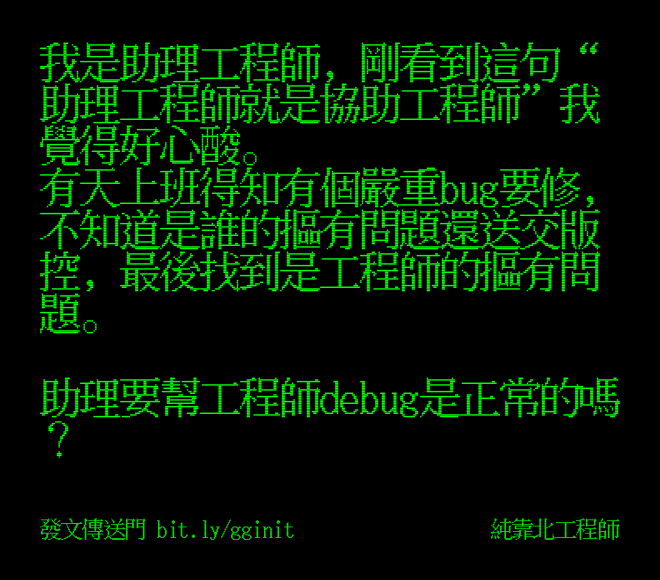 我是助理工程師, 剛看到這句“
助理工程師就是協助工程師”我
覺得好心酸。
有天上班得知有個嚴重bug要修,
不知道是誰的摳有問題還送交版
控, 最後找到是工程師的摳有問
題。
助理要幫工程師debug是正常的嗎
?
發文傳送門 bit.ly/gginit
純靠北工程師